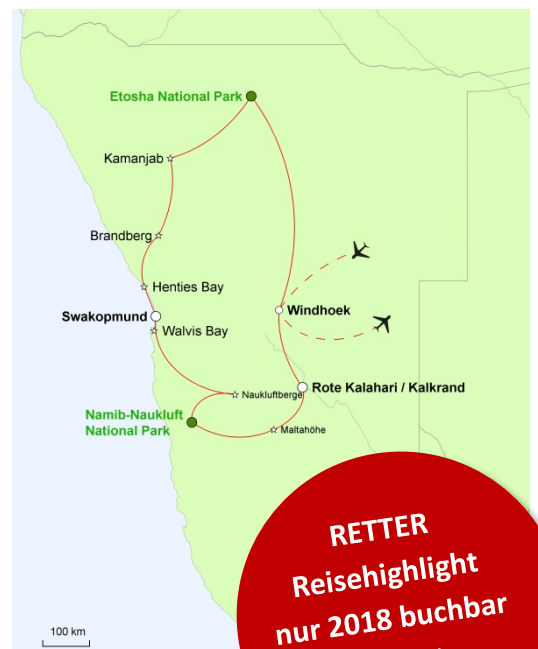 Etosha National Park
Kamanjab
Brandberg
Henties Bay
Swakopmund
Windhoek
Walvis Bay
Rote Kalahari / Kalkrand
Naukluftberge
Namib-Naukluft
National Park
Maltahöhe
RETTER
Reisehighlight
nur 2018 buchbar
100 km